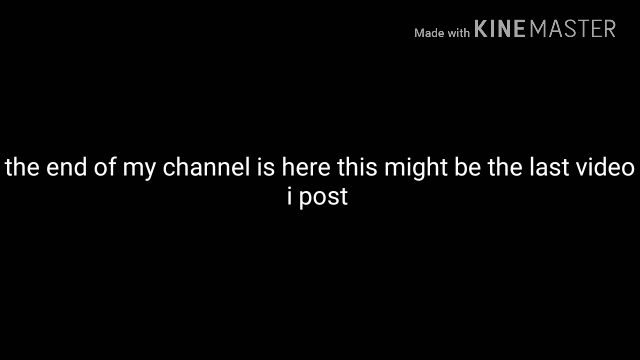 Made with KINEMASTER
the end of my channel is here this might be the last video
i post